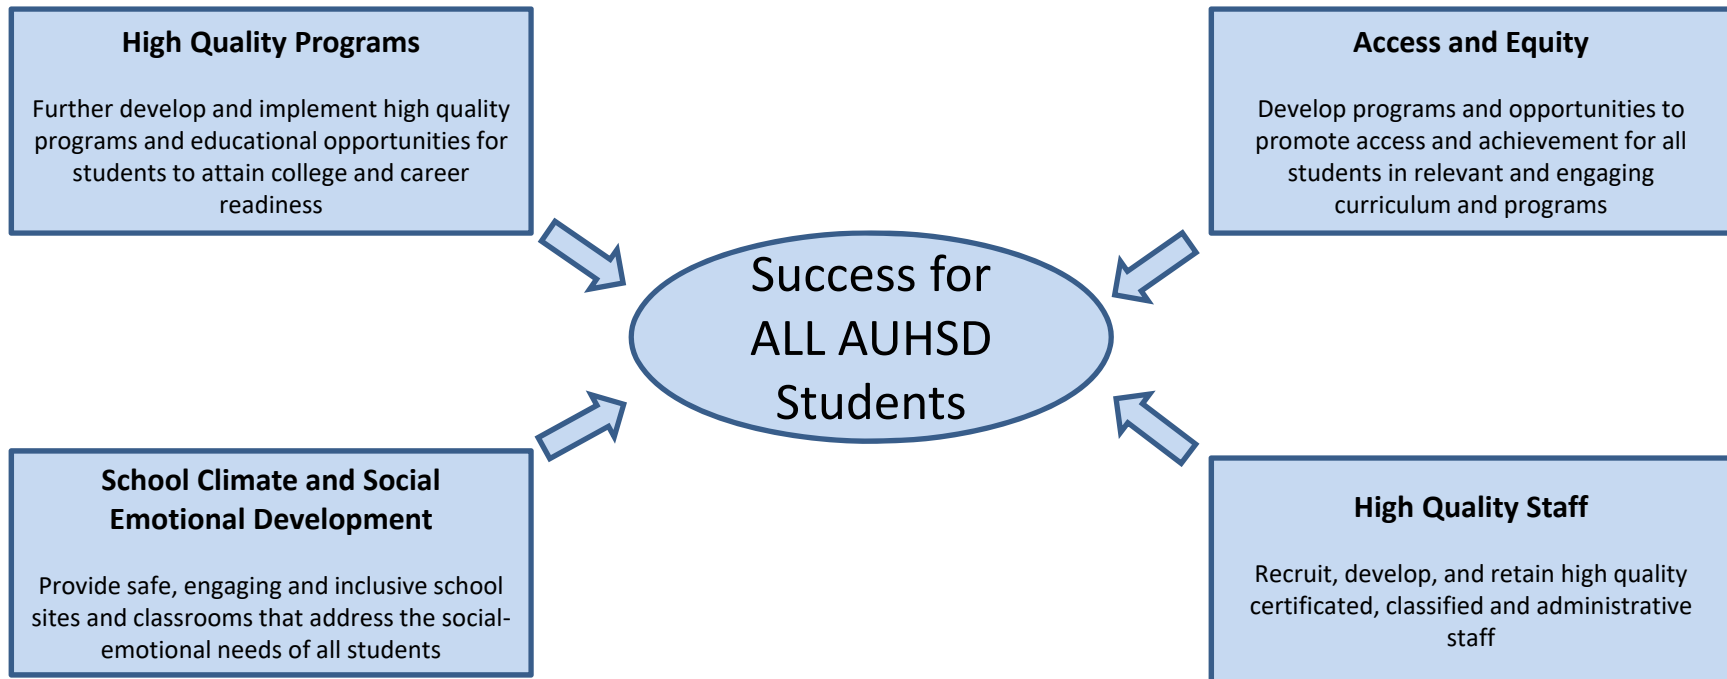 High Quality Programs
Further develop and implement high quality
programs and educational opportunities for
students to attain college and career
readiness
Access and Equity
Develop programs and opportunities to
promote access and achievement for all
students in relevant and engaging
curriculum and programs
Success for
ALL AUHSD
Students
School Climate and Social
Emotional Development
Provide safe, engaging and inclusive school
sites and classrooms that address the social-
emotional needs of all students
High Quality Staff
Recruit, develop, and retain high quality
certificated, classified and administrative
staff